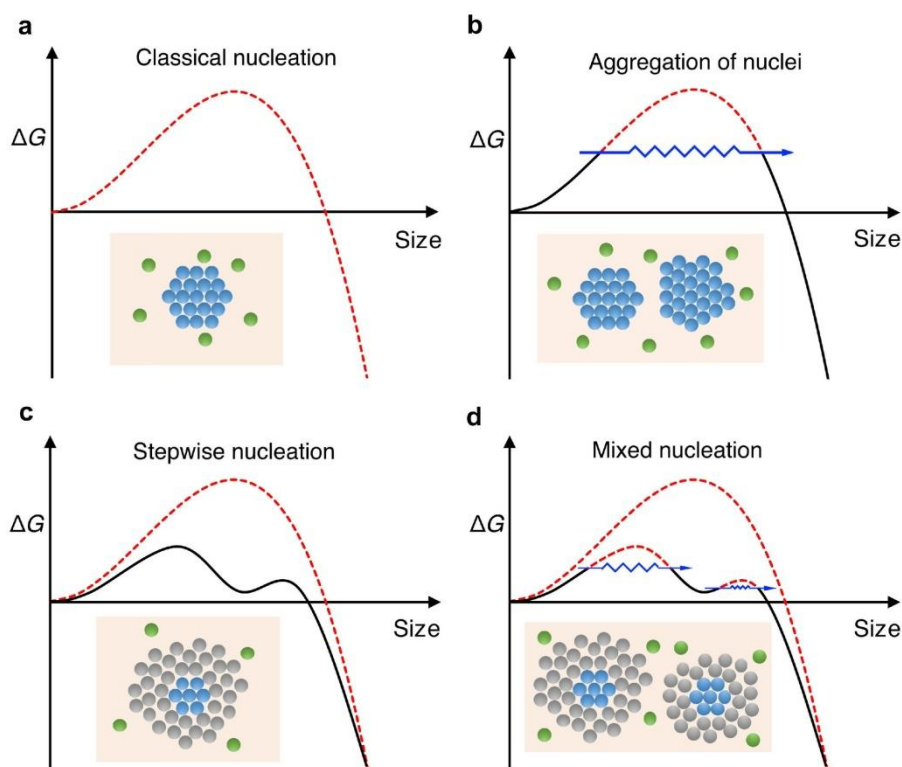 a
Classical nucleation
ΔG
Size
b
Aggregation of nuclei
ΔG
Size
c
Stepwise nucleation
ΔG
Size
d
Mixed nucleation
ΔG
Size